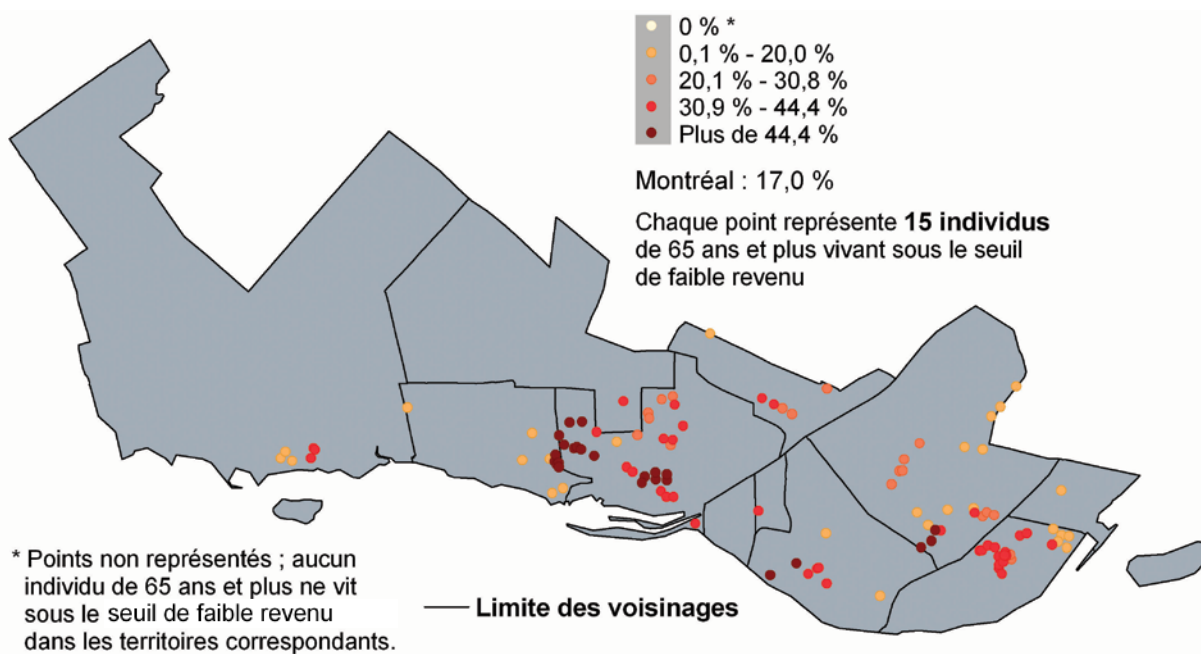 0 % *
0,1 % - 20,0 %
20,1 % - 30,8 %
30,9 % - 44,4 %
Plus de 44,4 %
Montréal : 17,0 %
Chaque point représente 15 individus
de 65 ans et plus vivant sous le seuil
de faible revenu
* Points non représentés ; aucun
individu de 65 ans et plus ne vit
sous le seuil de faible revenu
dans les territoires correspondants.
Limite des voisinages